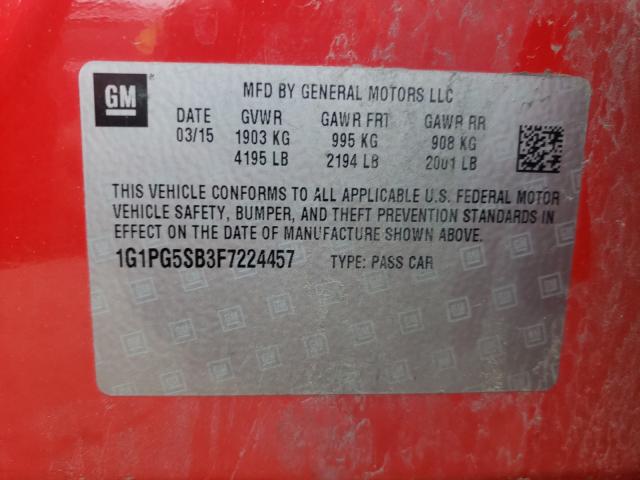 GM
MFD BY GENERAL MOTORS LLC
DATE GVWR GAWR FRT GAWR RR
03/15 1903 KG 995 KG 908 KG
4195 LB 2194 LB 2001 LB
THIS VEHICLE CONFORMS TO ALL APPLICABLE U.S. FEDERAL MOTOR
VEHICLE SAFETY, BUMPER, AND THEFT PREVENTION STANDARDS IN
EFFECT ON THE DATE OF MANUFACTURE SHOWN ABOVE.
1G1PG5SB3F7224457 TYPE: PASS CAR